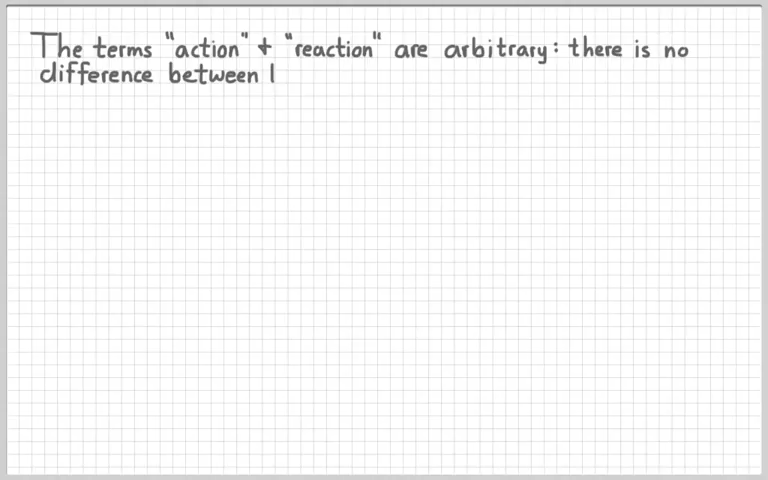 The terms "action" + "reaction" are arbitrary: there is no
difference between